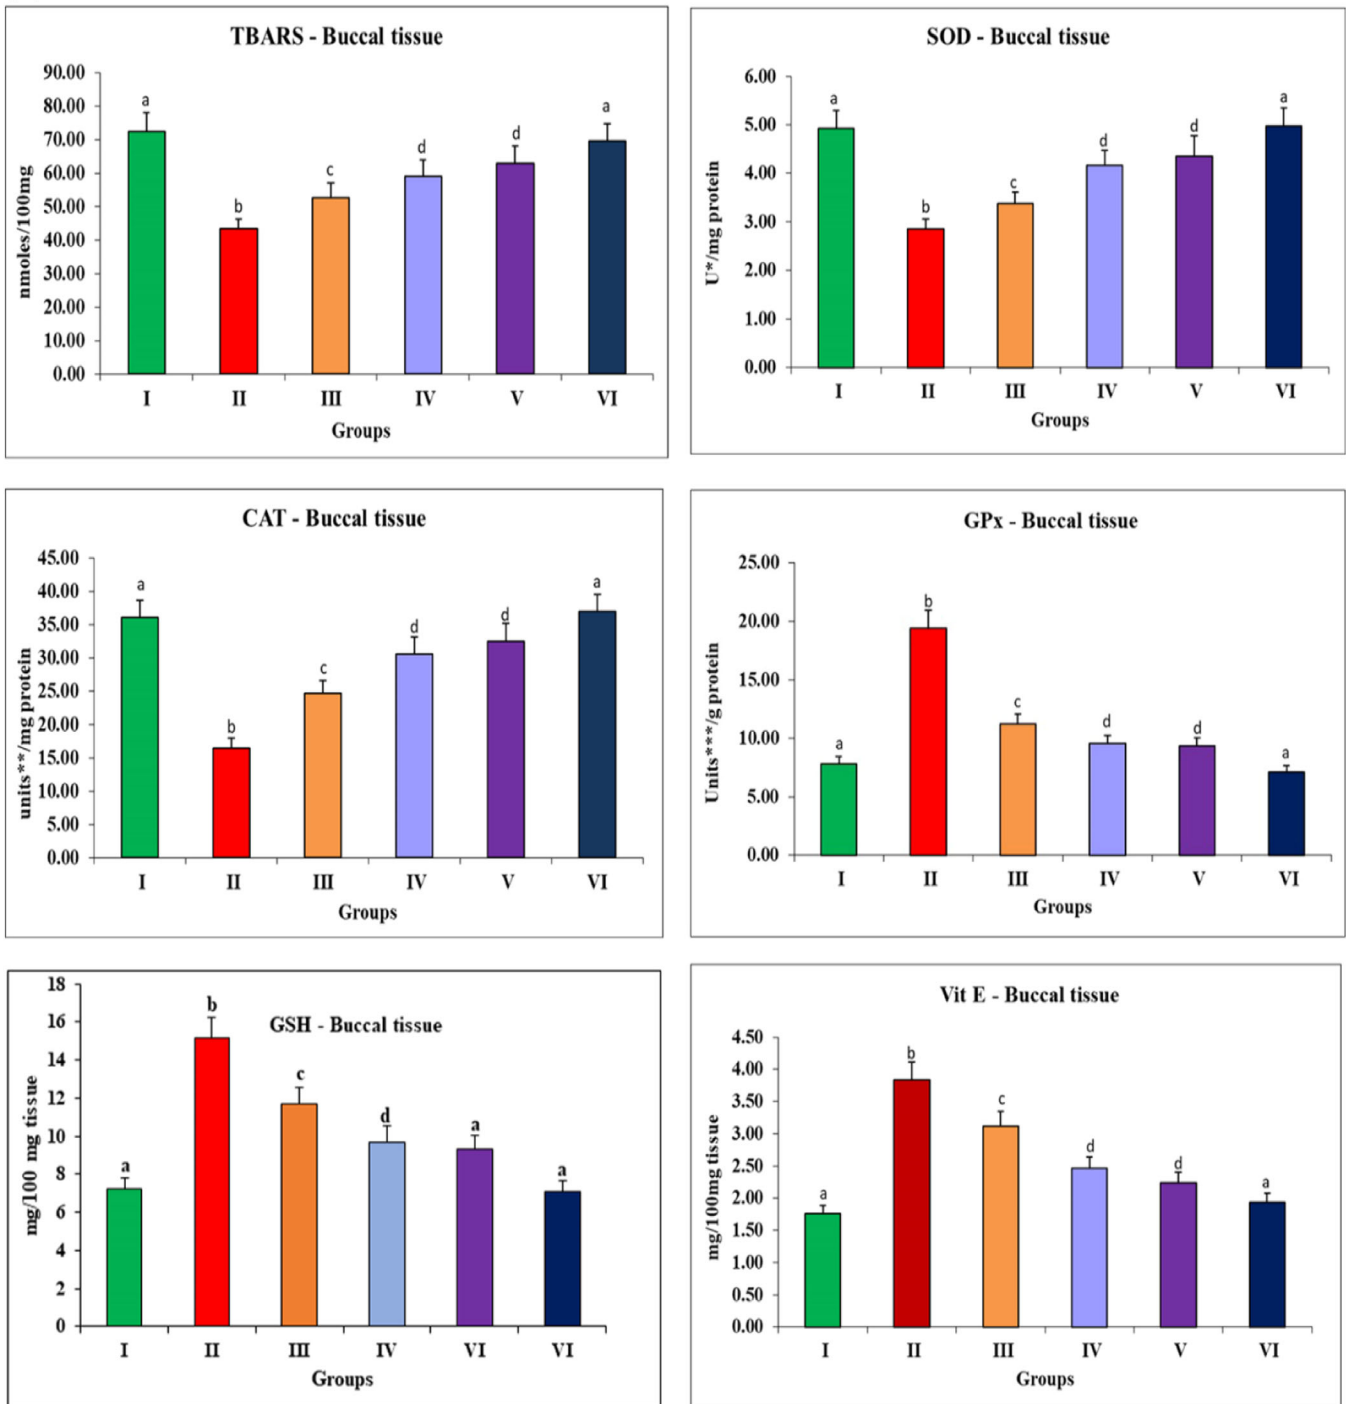 TBARS - Buccal tissue
nmoles/100mg
90.00
80.00
70.00
60.00
50.00
40.00
30.00
20.00
10.00
0.00
a
b
c
d
d
a
I II III IV V VI
Groups
SOD - Buccal tissue
U*/mg protein
6.00
5.00
4.00
3.00
2.00
1.00
0.00
a
b
c
d
d
a
I II III IV V VI
Groups
CAT - Buccal tissue
units**/mg protein
45.00
40.00
35.00
30.00
25.00
20.00
15.00
10.00
5.00
0.00
a
b
c
d
d
a
I II III IV V VI
Groups
GPx - Buccal tissue
Units***/g protein
25.00
20.00
15.00
10.00
5.00
0.00
a
b
c
d
d
a
I II III IV V VI
Groups
GSH - Buccal tissue
mg/100 mg tissue
18
16
14
12
10
8
6
4
2
0
a
b
c
d
a
a
I II III IV VI VI
Groups
Vit E - Buccal tissue
mg/100mg tissue
4.50
4.00
3.50
3.00
2.50
2.00
1.50
1.00
0.50
0.00
a
b
c
d
d
a
I II III IV V VI
Groups